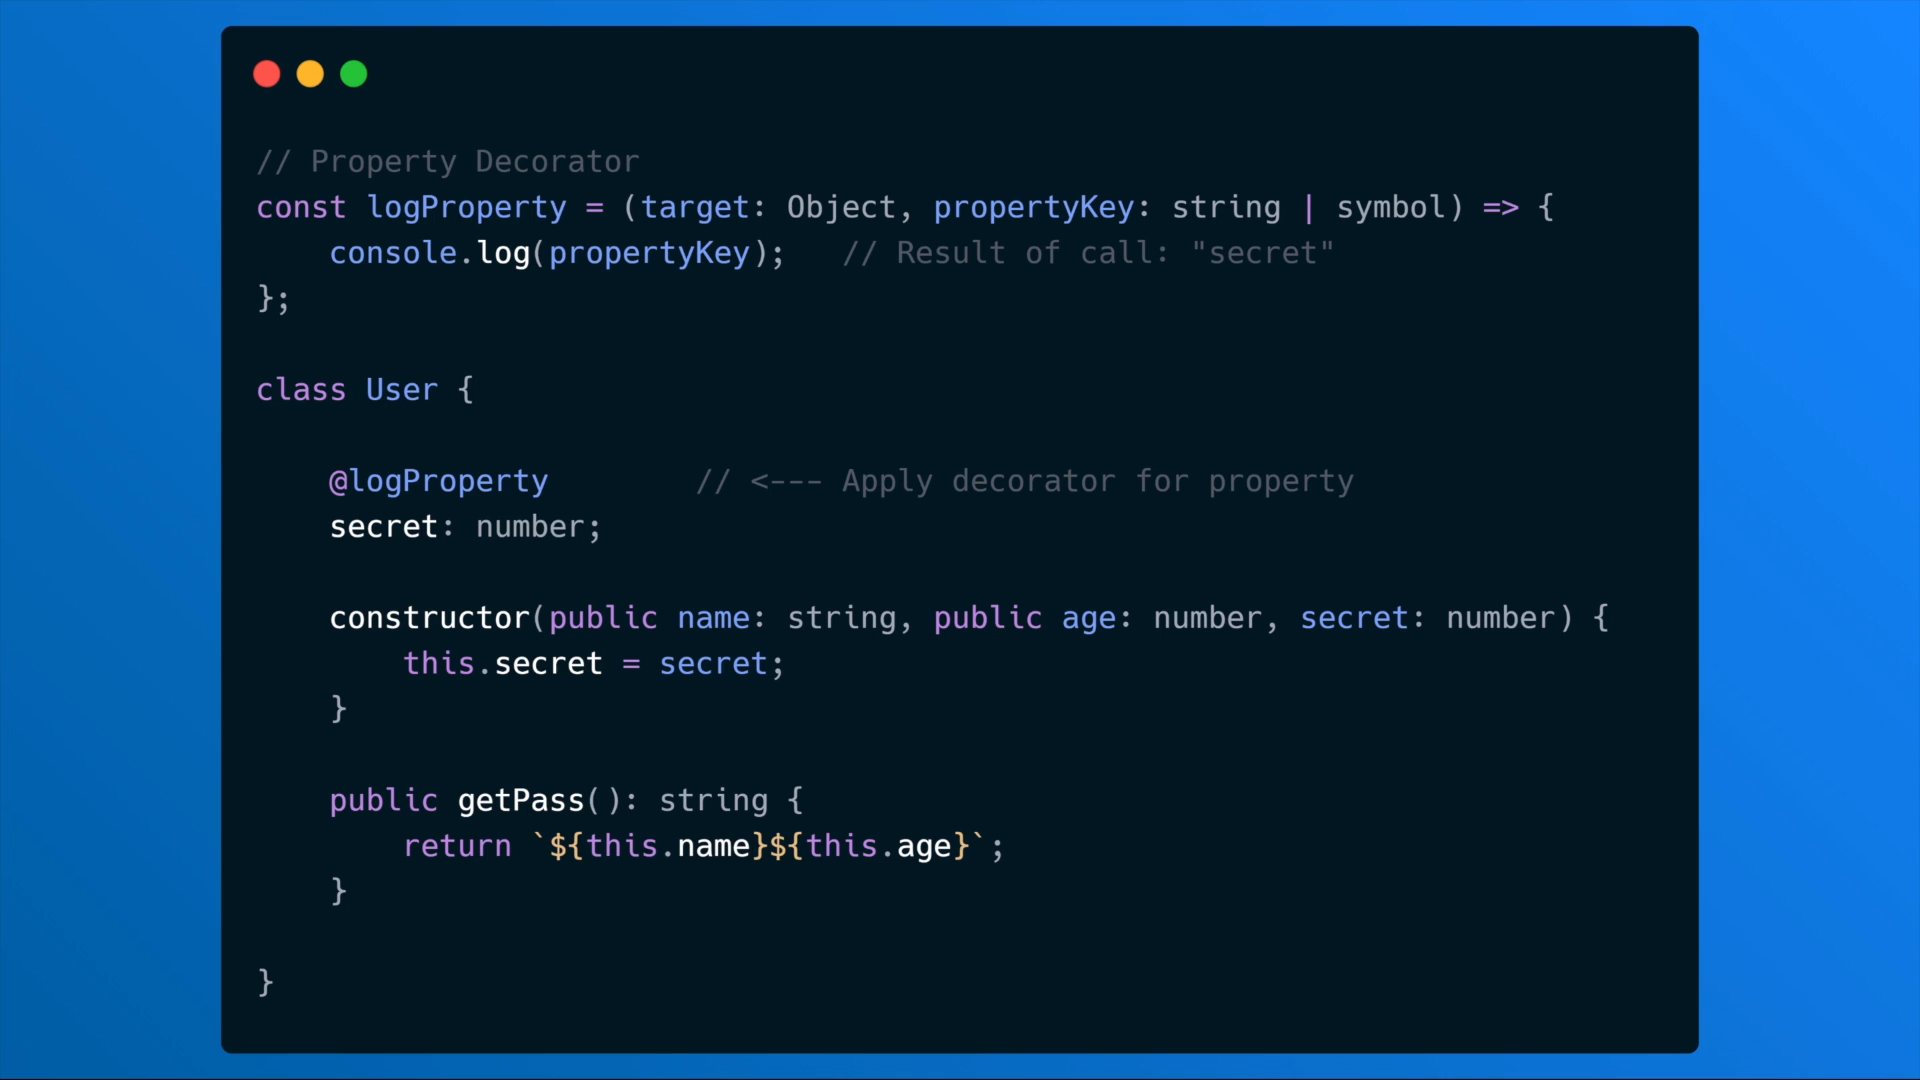 // Property Decorator
const logProperty = (target: Object, propertyKey: string | symbol) => {
    console.log(propertyKey);   // Result of call: "secret"
};

class User {

    @logProperty        // <--- Apply decorator for property
    secret: number;

    constructor(public name: string, public age: number, secret: number) {
        this.secret = secret;
    }

    public getPass(): string {
        return `${this.name}${this.age}`;
    }

}